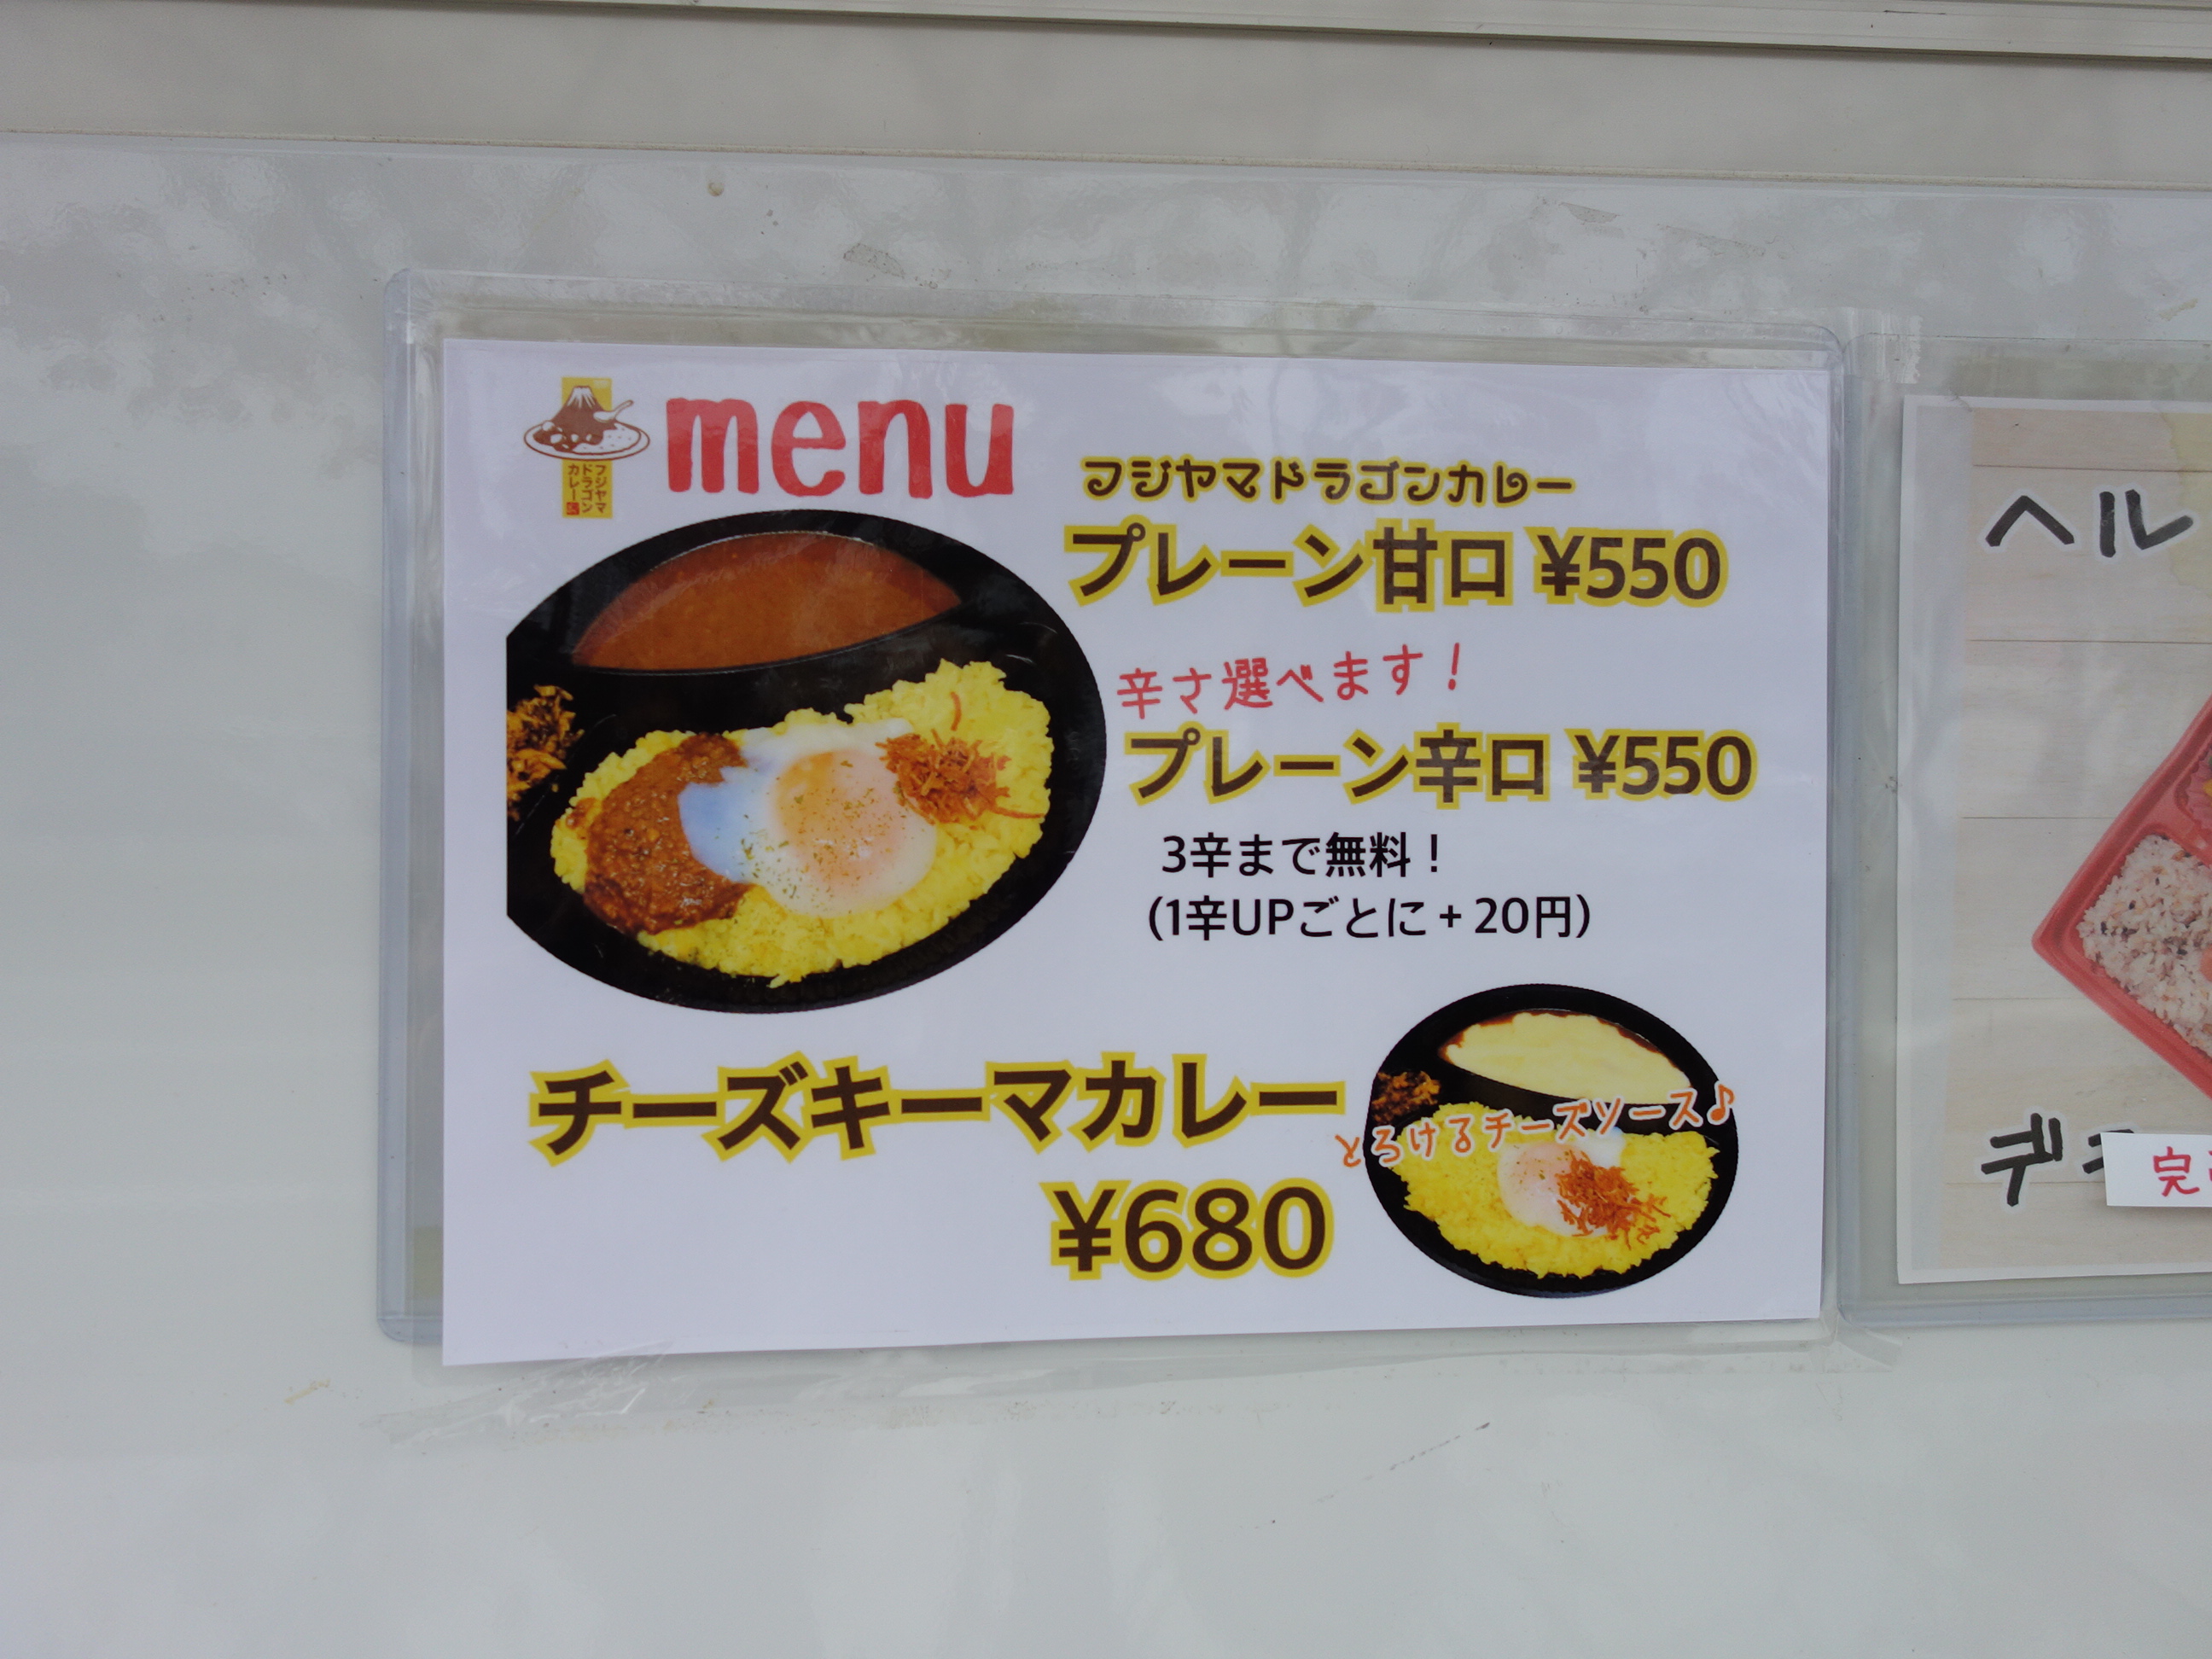 menu
フジヤマ
ドラゴン
カレー
フジヤマドラゴンカレー
プレーン甘口 ¥550
辛さ選べます！
プレーン辛口 ¥550
3辛まで無料！
(1辛UPごとに+20円)
チーズキーマカレー
¥680
とろけるチーズソース♪
ヘル
デ
完